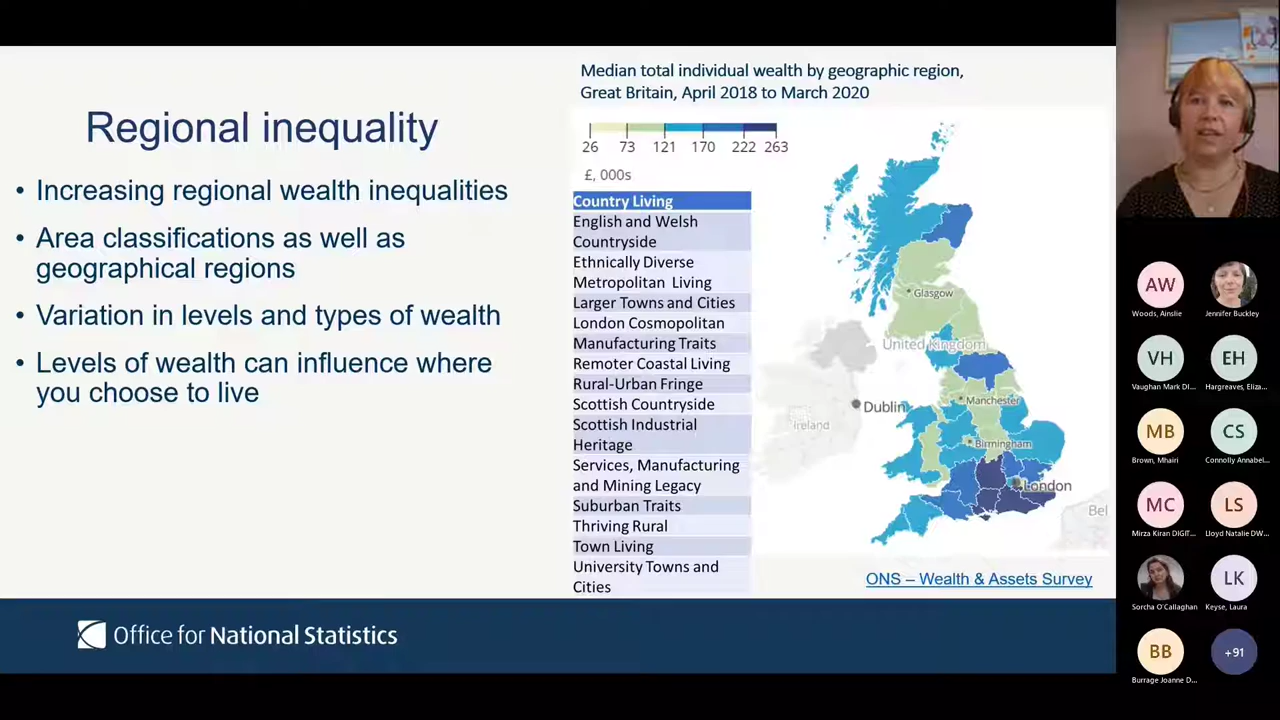 Regional inequality
• Increasing regional wealth inequalities
• Area classifications as well as
geographical regions
• Variation in levels and types of wealth
• Levels of wealth can influence where
you choose to live
Median total individual wealth by geographic region,
Great Britain, April 2018 to March 2020
26 73 121 170 222 263
£, 000s
Country Living
English and Welsh
Countryside
Ethnically Diverse
Metropolitan Living
Larger Towns and Cities
London Cosmopolitan
Manufacturing Traits
Remoter Coastal Living
Rural-Urban Fringe
Scottish Countryside
Scottish Industrial
Heritage
Services, Manufacturing
and Mining Legacy
Suburban Traits
Thriving Rural
Town Living
University Towns and
Cities
Glasgow
United Kingdom
Manchester
Dublin
Ireland
Birmingham
London
Bel
ONS – Wealth & Assets Survey
Office for National Statistics
AW
Woods, Ainslie
Jennifer Buckley
VH
Vaughan Mark DI...
EH
Hargreaves, Eliza...
MB
Brown, Mhairi
CS
Connolly Annabel...
MC
Mirza Kiran DIGIT...
LS
Lloyd Natalie DW...
Sorcha O'Callaghan
LK
Keyse, Laura
BB
Burrage Joanne D...
+91